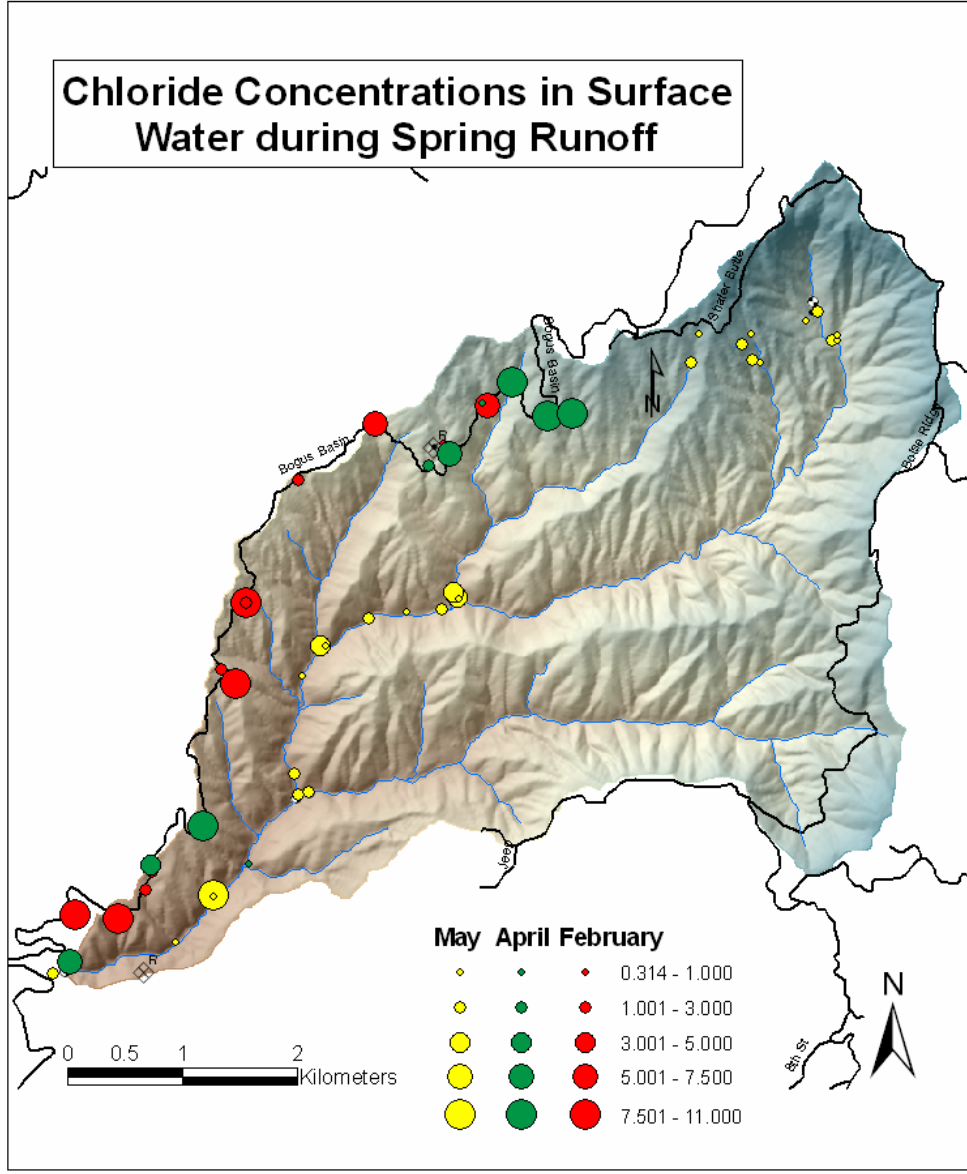 Chloride Concentrations in Surface
Water during Spring Runoff
Shafer Butte
Bogus Basin
N
Boise Ridge
R
Bogus Basin
Jeep
R
May April February
0.314 - 1.000
1.001 - 3.000
3.001 - 5.000
5.001 - 7.500
7.501 - 11.000
N
8th St
0 0.5 1 2
Kilometers